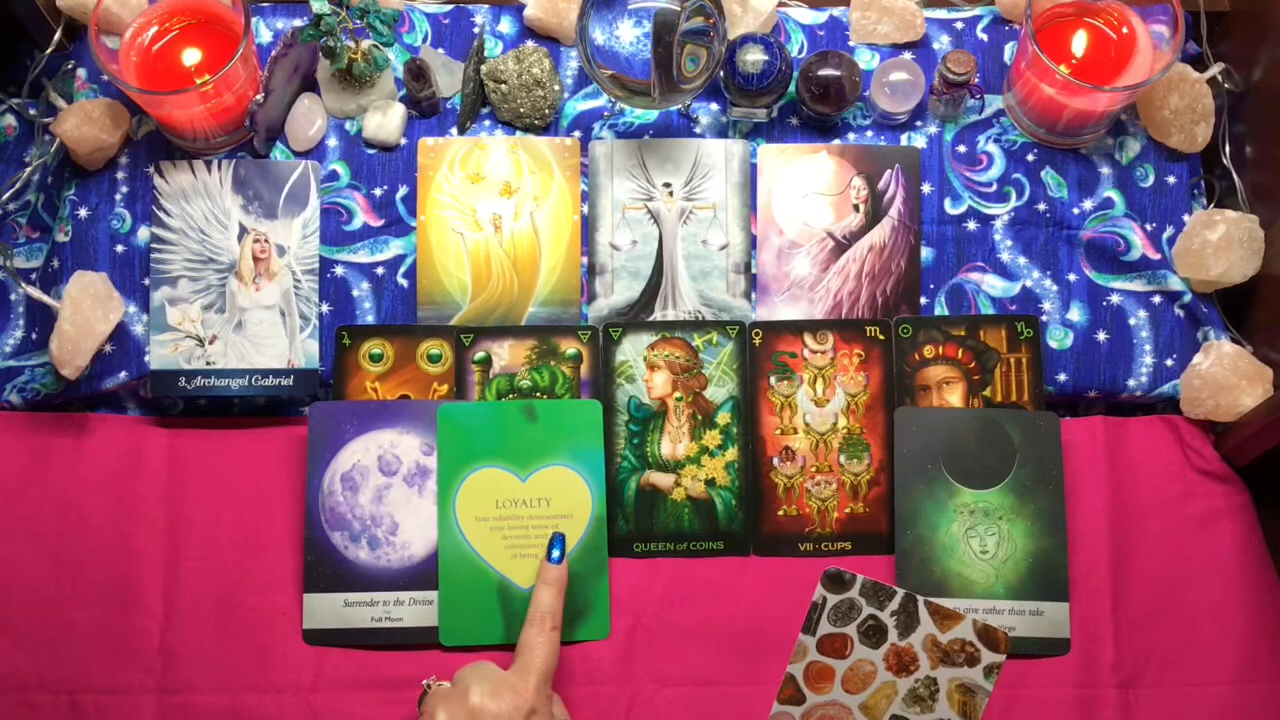 3. Archangel Gabriel
LOYALTY
Your reliability demonstrates
your loving sense of
devotion and
consistency
of being
QUEEN of COINS
VII · CUPS
Surrender to the Divine
Full Moon
to give rather than take
Virgo